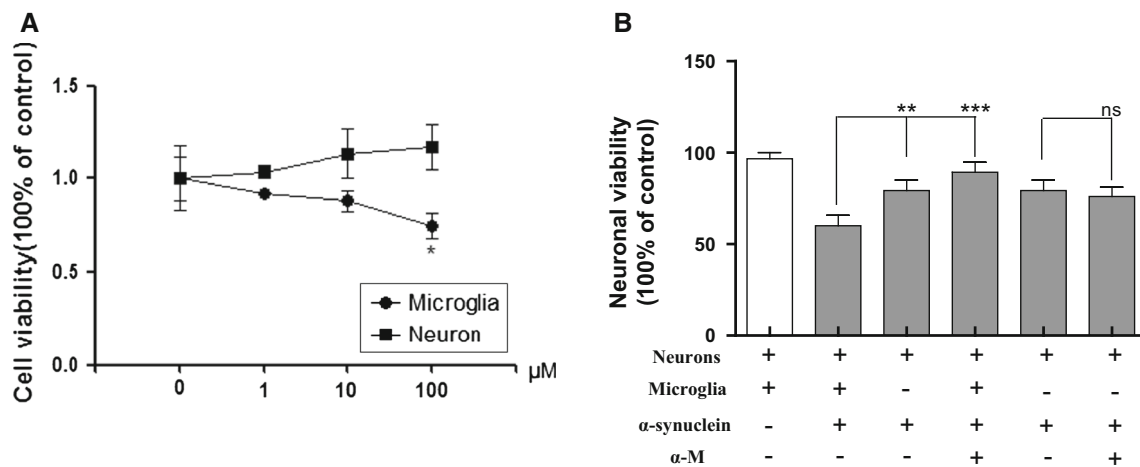 A
Cell viability(100% of control)
1.5
1.0
0.5
0.0
0 1 10 100 µM
*
Microglia
Neuron
B
Neuronal viability
(100% of control)
150
100
50
0
** *** ns
Neurons + + + + + +
Microglia + + - + - -
α-synuclein - + + + + +
α-M - - - + - +